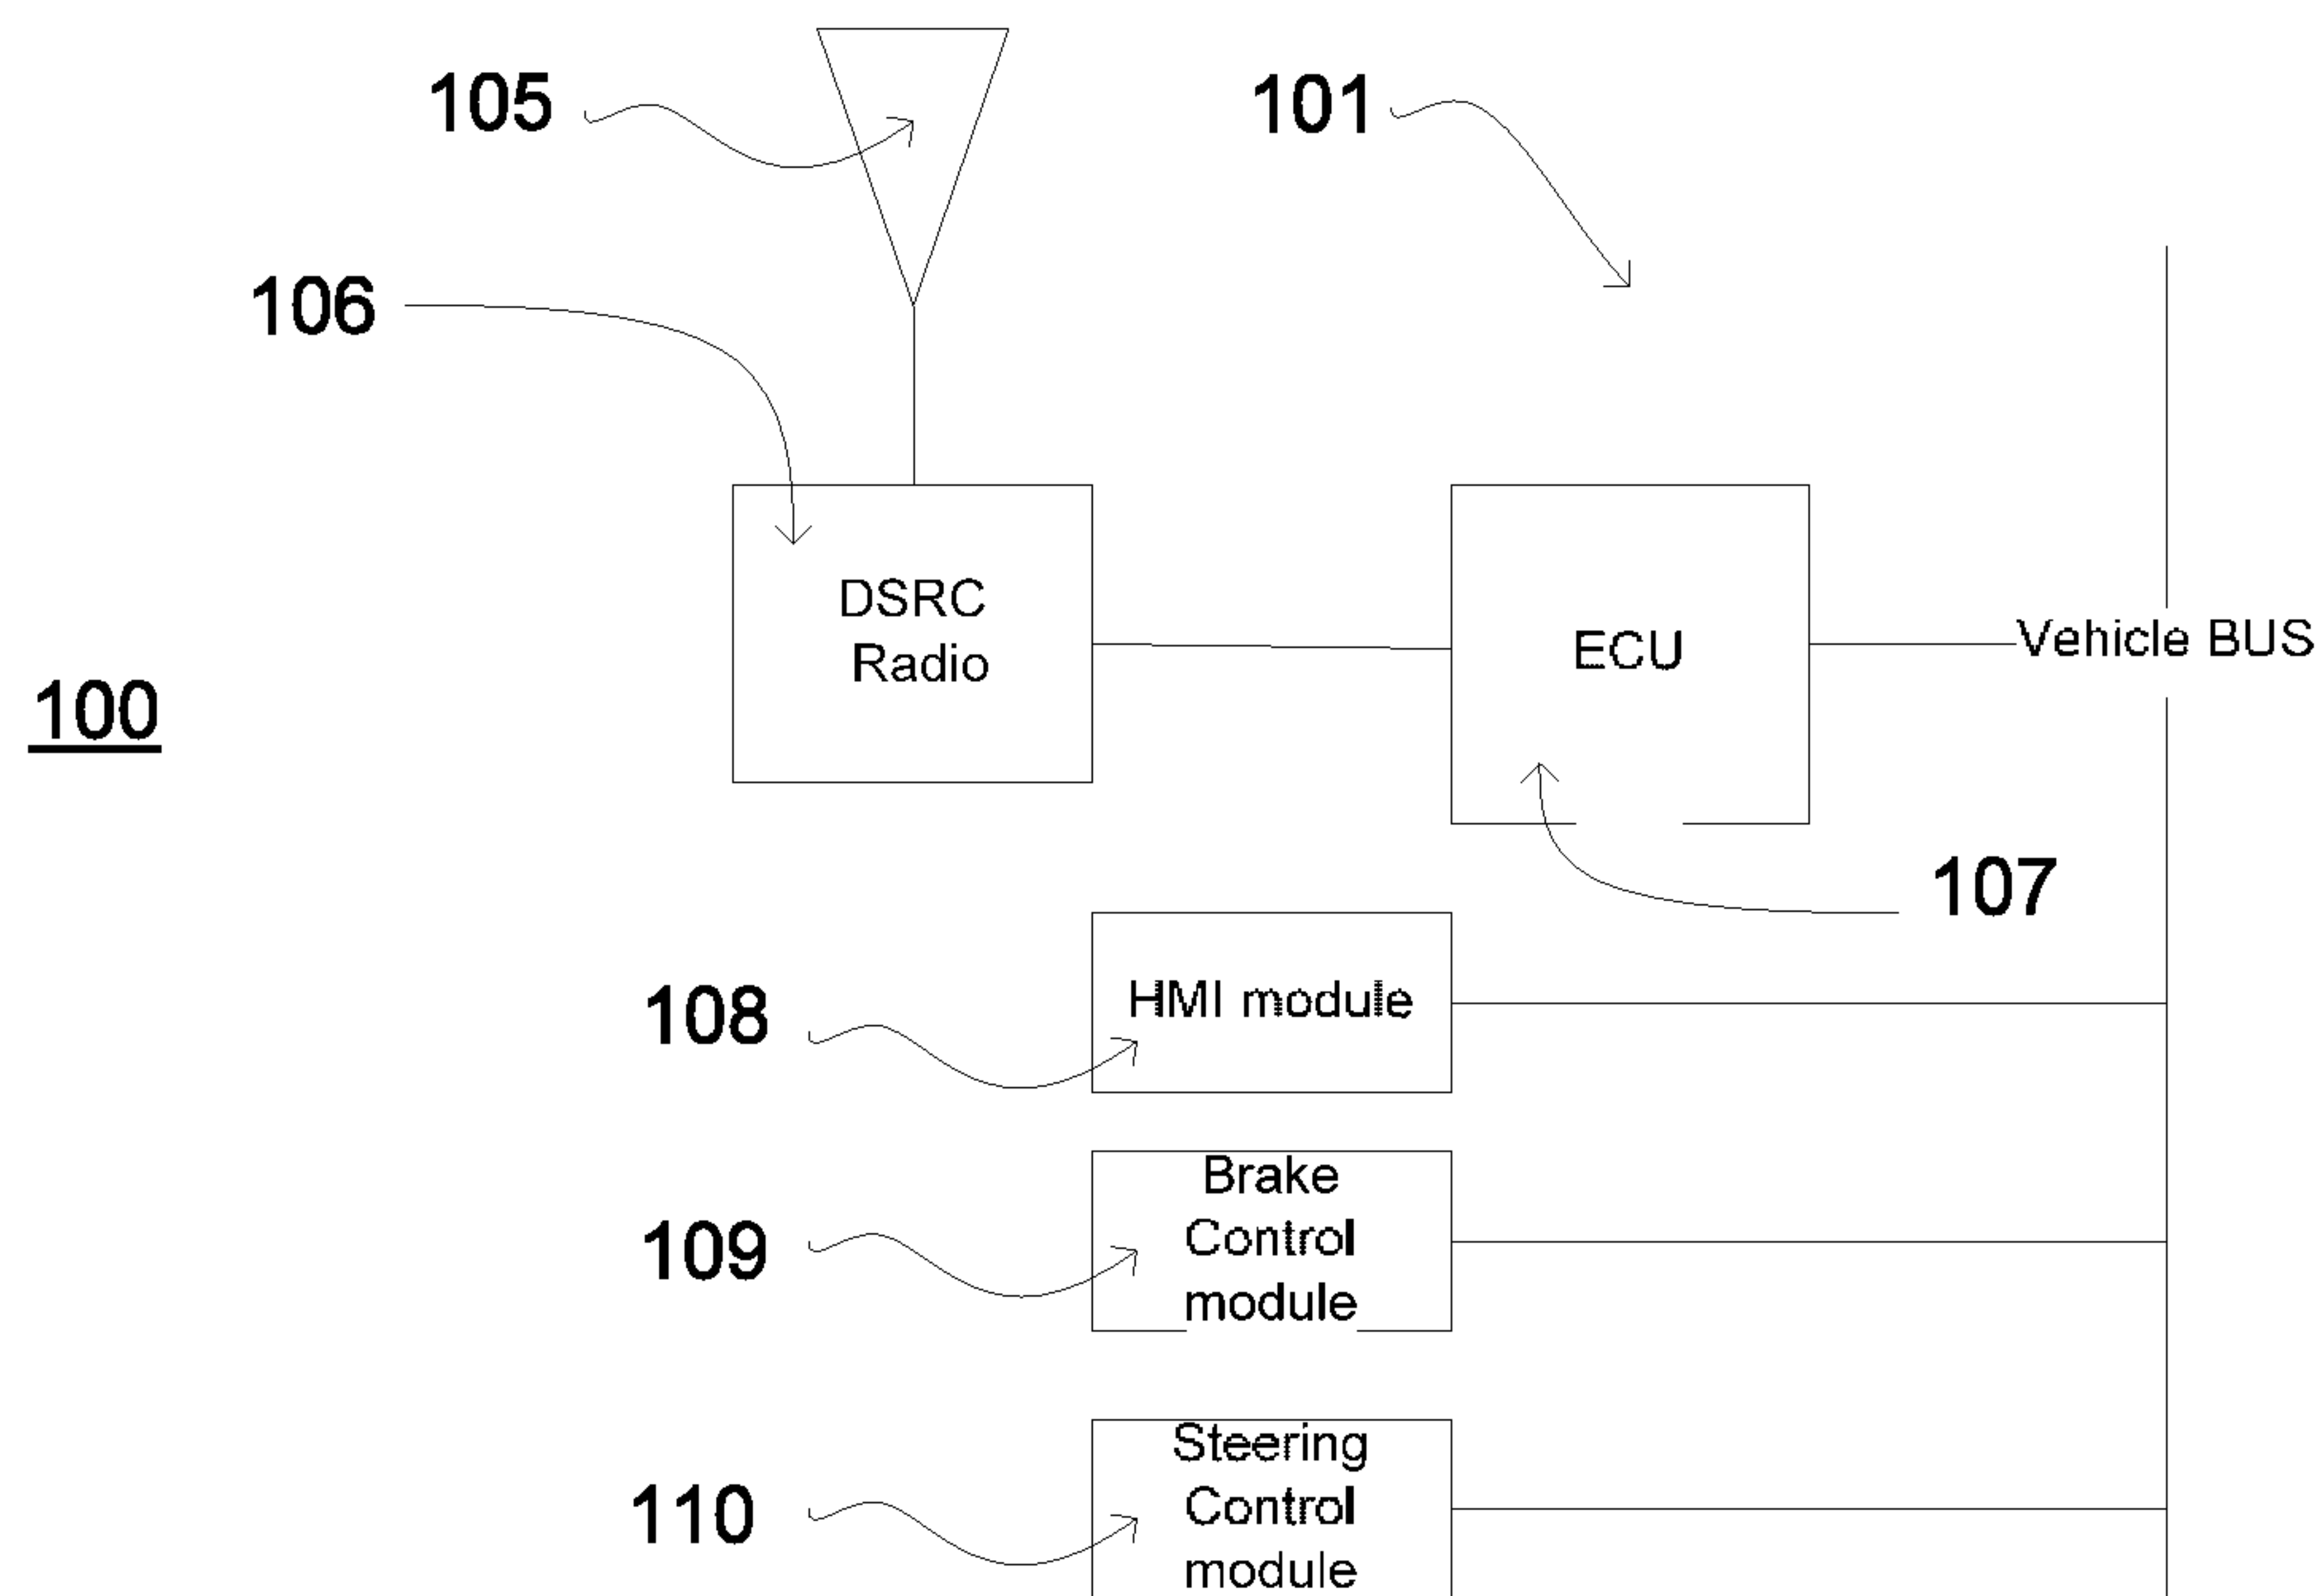 105
101
106
DSRC
Radio
ECU
Vehicle BUS
100
107
HMI module
108
Brake
Control
module
109
Steering
Control
module
110